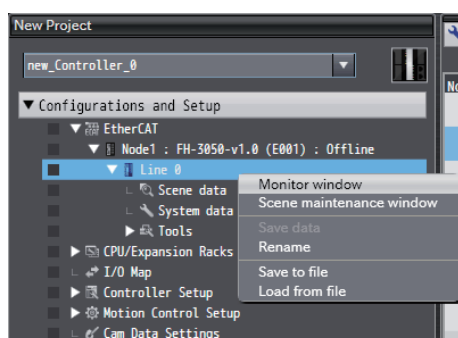 New Project
new_Controller_0
No
Configurations and Setup
EtherCAT
Node1 : FH-3050-v1.0 (E001) : Offline
Line 0
Scene data
System data
Tools
CPU/Expansion Racks
I/O Map
Controller Setup
Motion Control Setup
Cam Data Settings
Monitor window
Scene maintenance window
Save data
Rename
Save to file
Load from file